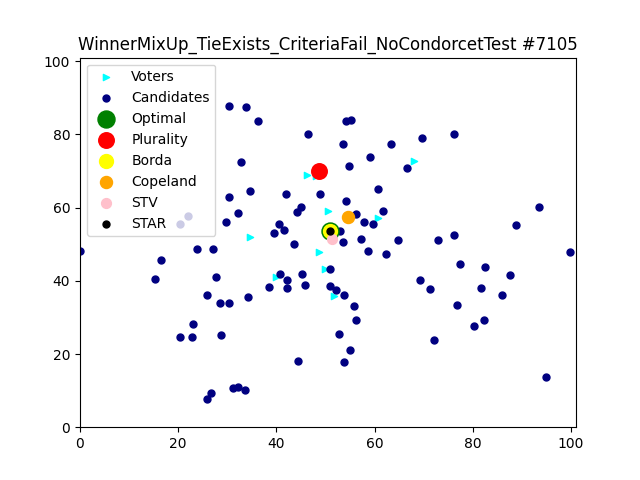 WinnerMixUp_TieExists_CriteriaFail_NoCondorcetTest #7105
100
80
60
40
20
0
0
20
40
60
80
100
Voters
Candidates
Optimal
Plurality
Borda
Copeland
STV
STAR